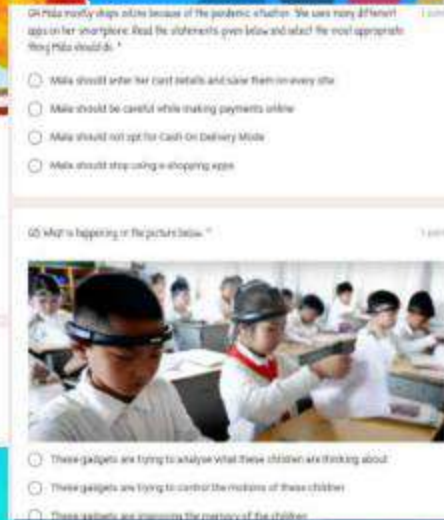 Q4 Mala mostly shops online because of the pandemic situation. She uses many different
apps on her smartphone. Read the statements given below and select the most appropriate
thing Mala should do. *
Mala should enter her card details and save them on every site
Mala should be careful while making payments online
Mala should not opt for Cash On Delivery Mode
Mala should stop using e-shopping apps
Q5 What is happening in the picture below. *
These gadgets are trying to analyse what these children are thinking about
These gadgets are trying to control the motions of these children
These gadgets are improving the memory of the children